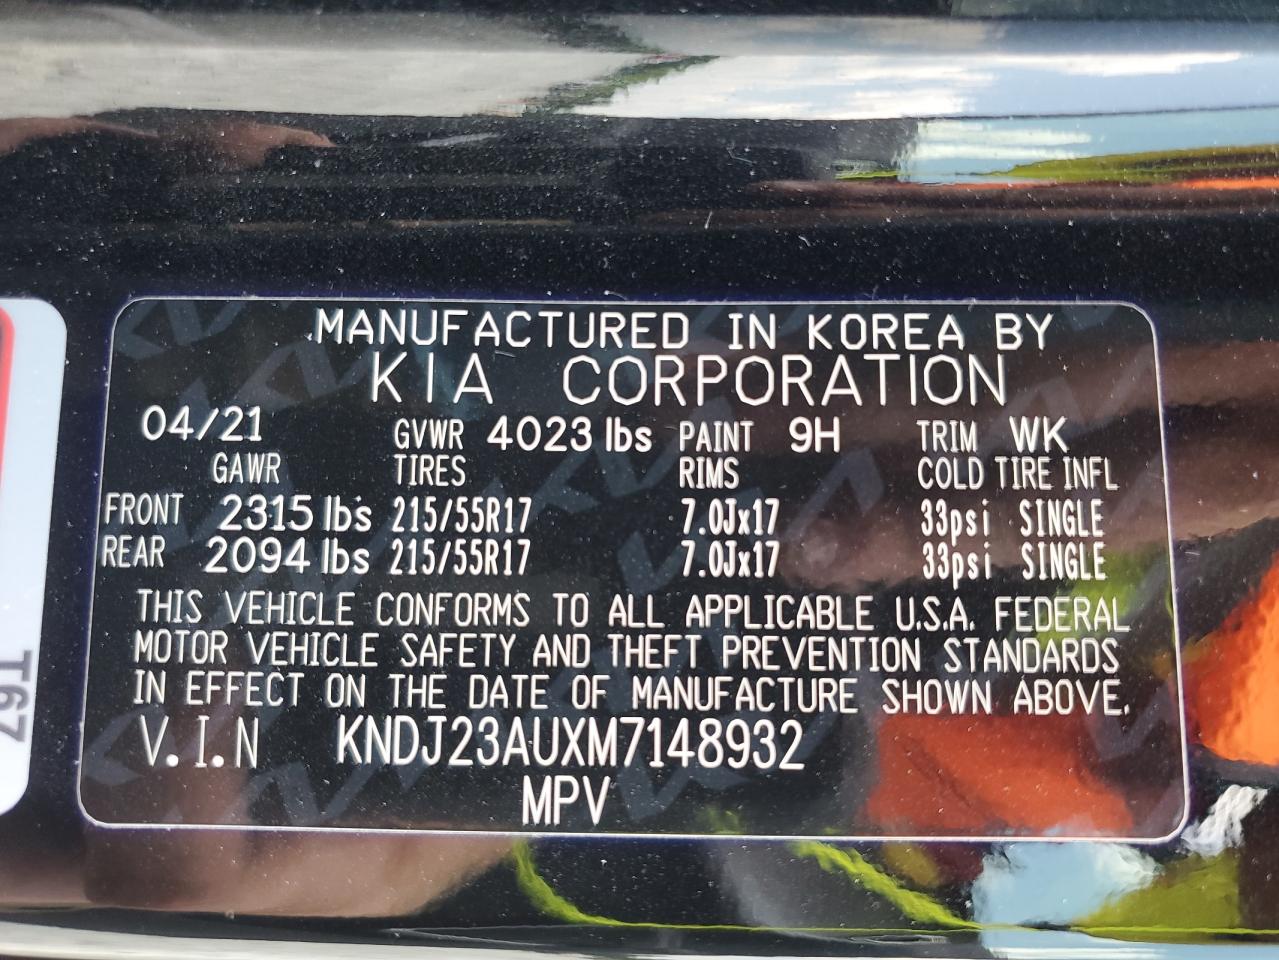 MANUFACTURED IN KOREA BY
KIA CORPORATION
04/21 GVWR 4023 lbs PAINT 9H TRIM WK
GAWR TIRES RIMS COLD TIRE INFL
FRONT 2315 lbs 215/55R17 7.0Jx17 33psi SINGLE
REAR 2094 lbs 215/55R17 7.0Jx17 33psi SINGLE
THIS VEHICLE CONFORMS TO ALL APPLICABLE U.S.A. FEDERAL
MOTOR VEHICLE SAFETY AND THEFT PREVENTION STANDARDS
IN EFFECT ON THE DATE OF MANUFACTURE SHOWN ABOVE.
V.I.N KNDJ23AUXM7148932
MPV